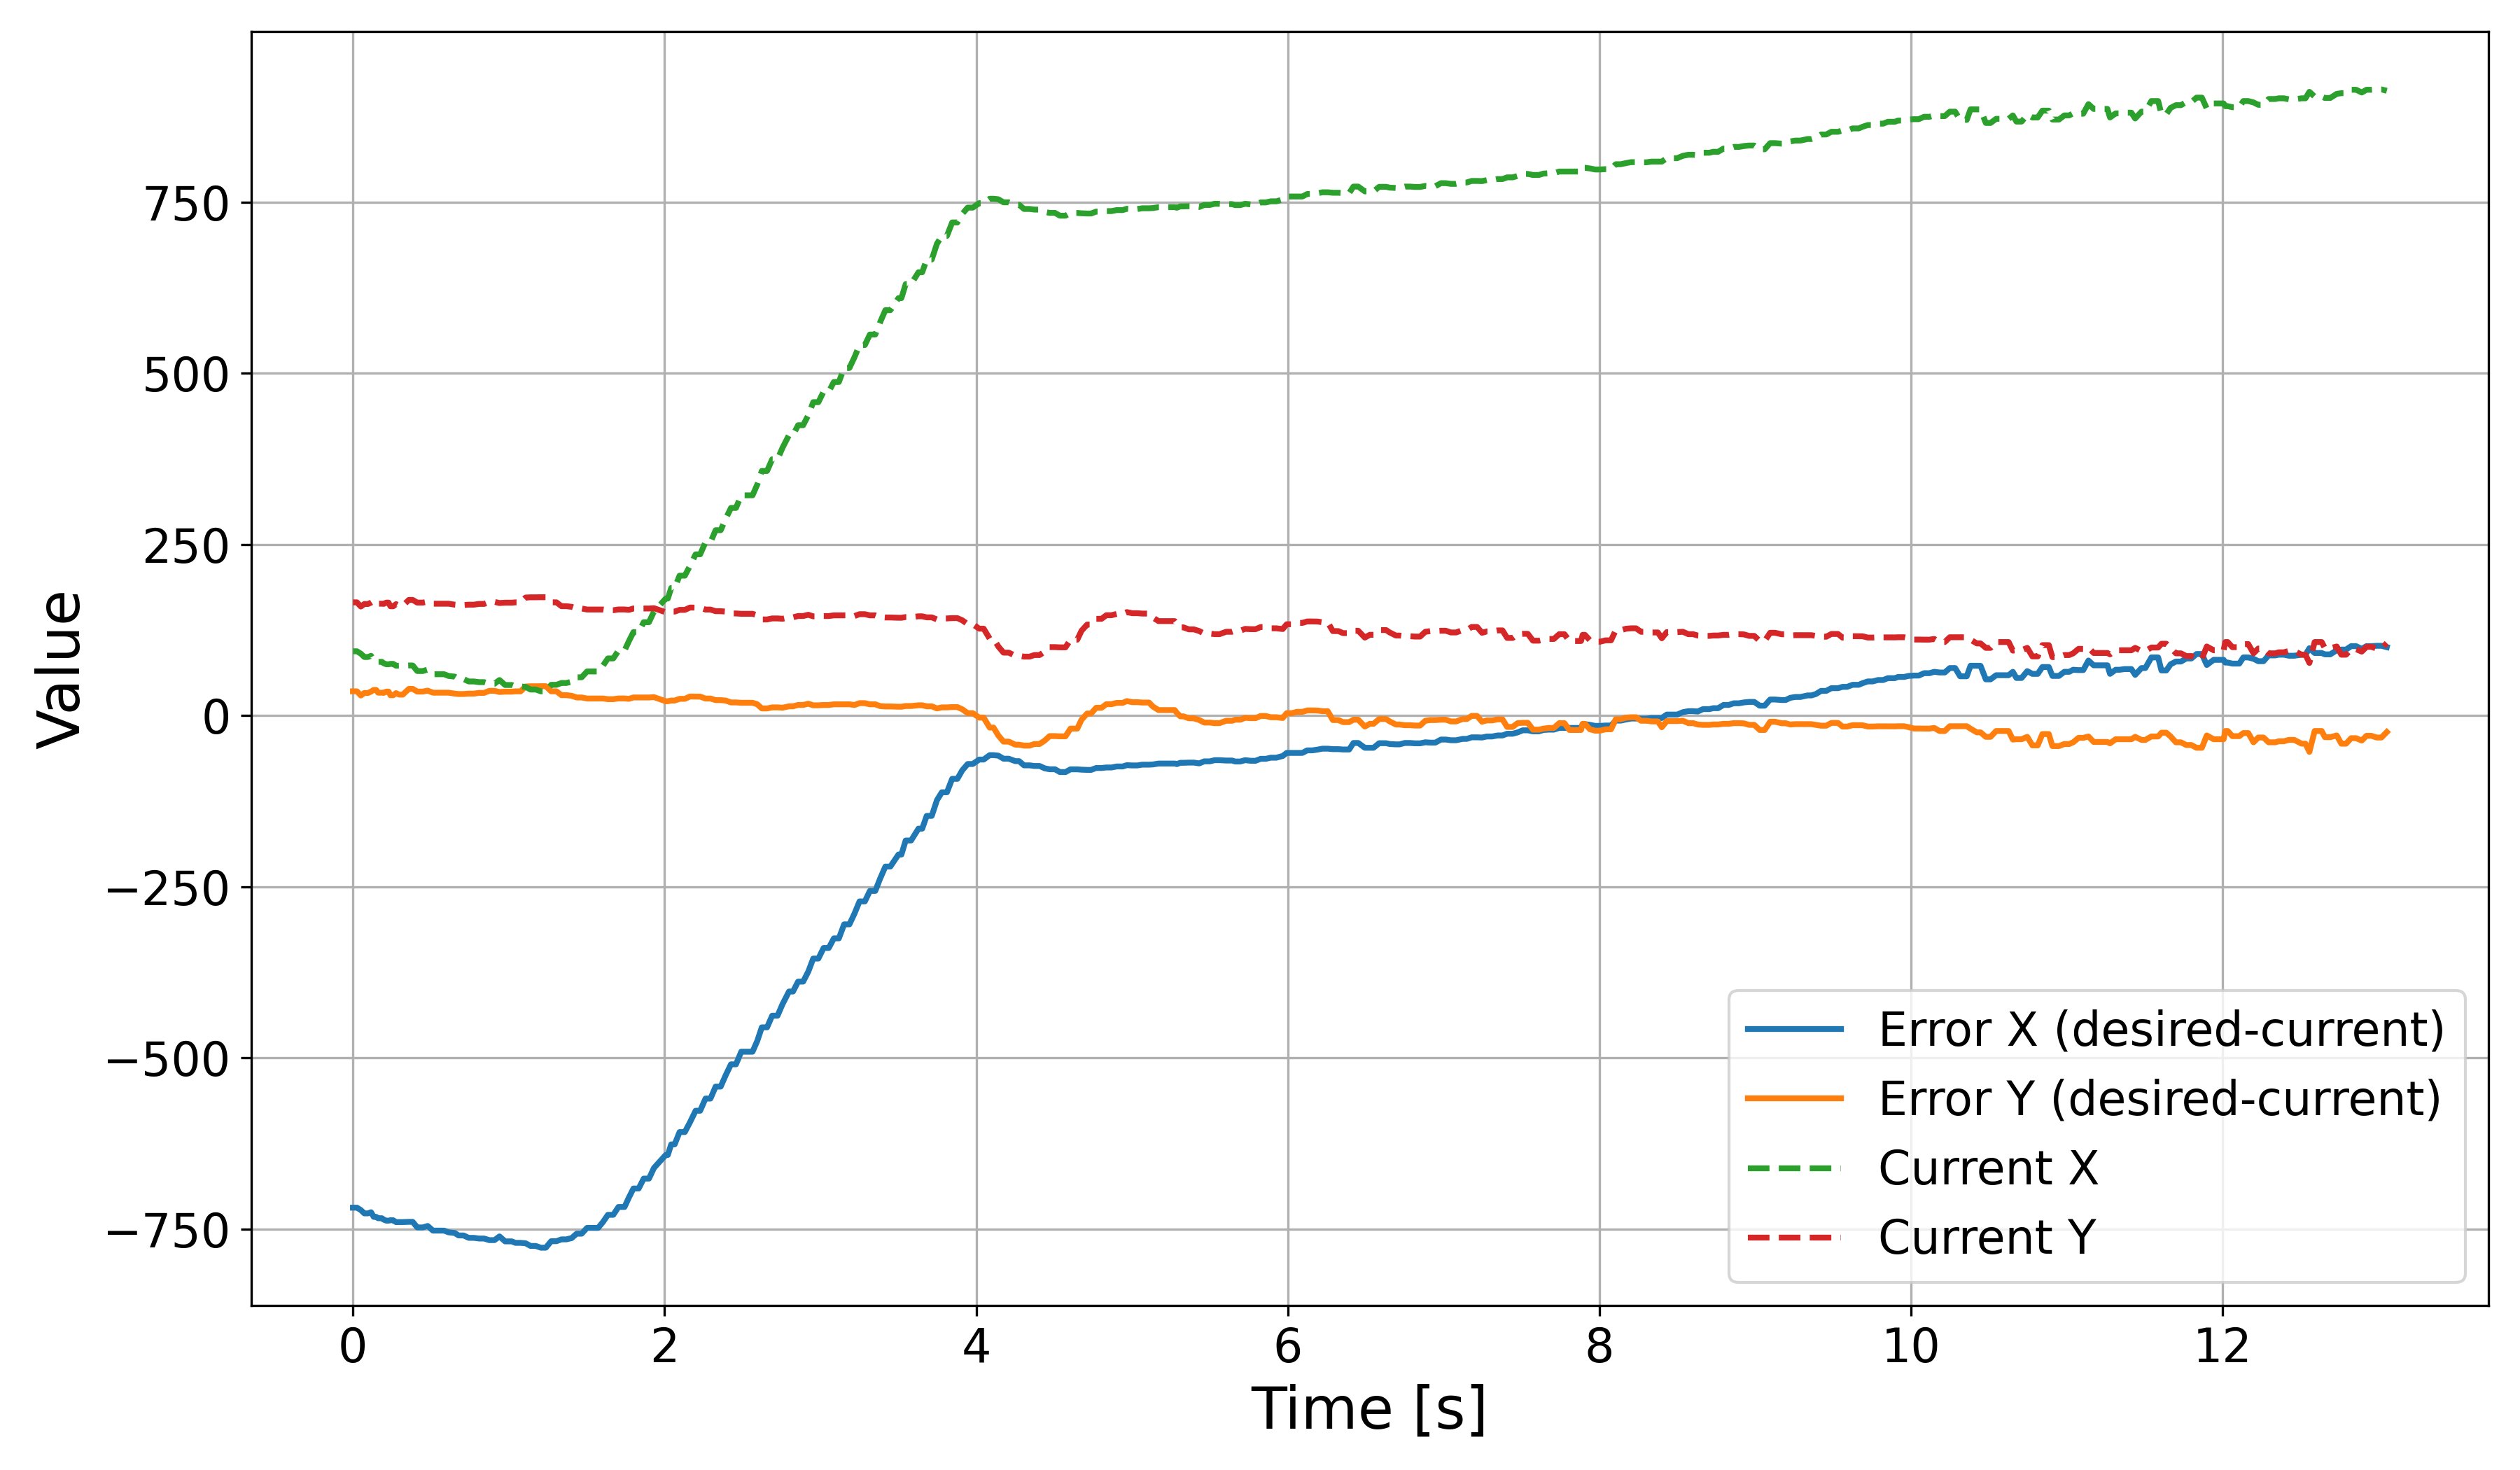 Value
750
500
250
0
−250
−500
−750
0 2 4 6 8 10 12
Time [s]
Error X (desired-current)
Error Y (desired-current)
Current X
Current Y